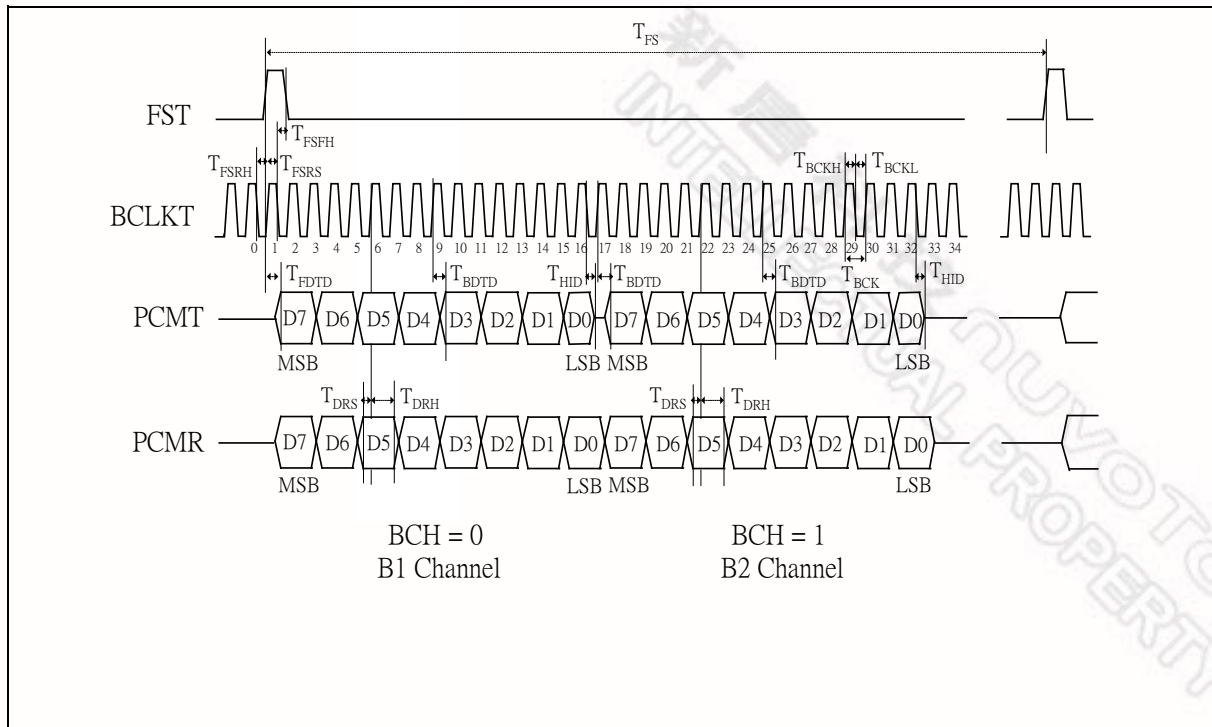 T_FS
FST
T_FSFH
T_FSRH T_FSRS T_BCKH T_BCKL
BCLKT
0 1 2 3 4 5 6 7 8 9 10 11 12 13 14 15 16 17 18 19 20 21 22 23 24 25 26 27 28 29 30 31 32 33 34
T_FDTD T_BDTD T_HID T_BDTD T_BDTD T_BCK T_HID
PCMT D7 D6 D5 D4 D3 D2 D1 D0 D7 D6 D5 D4 D3 D2 D1 D0
MSB LSB MSB LSB
T_DRS T_DRH T_DRS T_DRH
PCMR D7 D6 D5 D4 D3 D2 D1 D0 D7 D6 D5 D4 D3 D2 D1 D0
MSB LSB MSB LSB
BCH = 0 BCH = 1
B1 Channel B2 Channel
新唐
nuvoTo
INTELLECTUAL PROPERTY